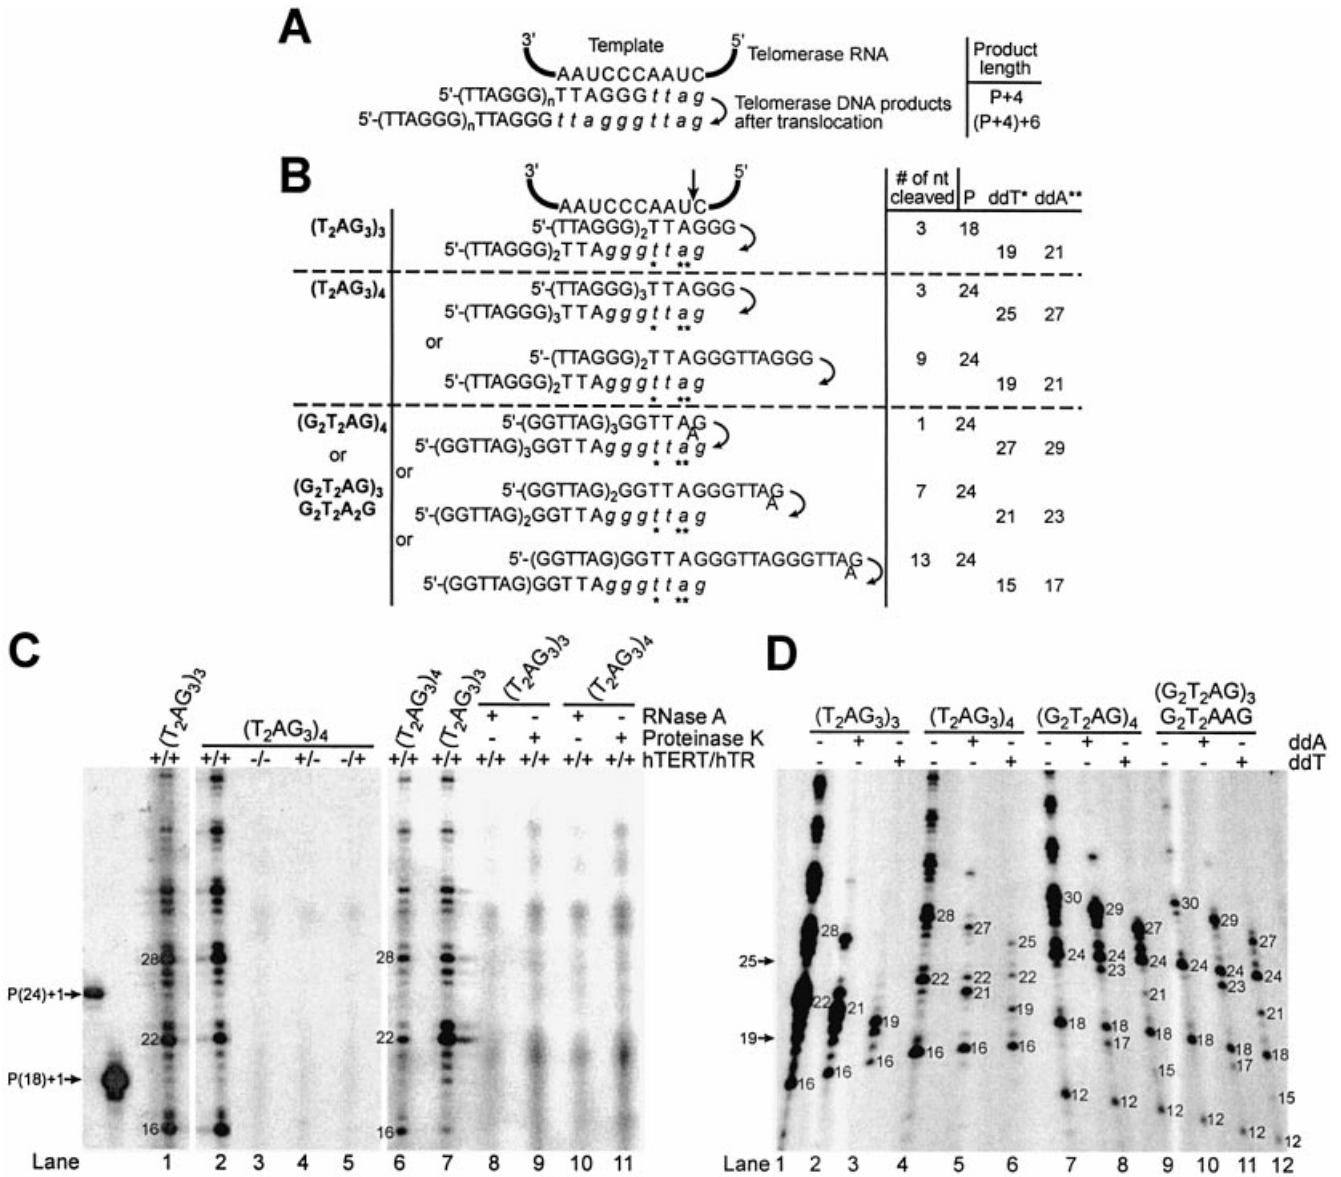 A
3' Template 5'
Telomerase RNA
AAUCCCAAUC
5'-(TTAGGG)nTTAGGGttag
5'-(TTAGGG)nTTAGGGttagggttag
Telomerase DNA products
after translocation
Product
length
P+4
(P+4)+6
B
3' 5'
AAUCCCAAUC
# of nt
cleaved P ddT* ddA**
(T2AG3)3
5'-(TTAGGG)2TTAGGG 3 18
5'-(TTAGGG)2TTAgggttag 19 21
* **
(T2AG3)4
5'-(TTAGGG)3TTAGGG 3 24
5'-(TTAGGG)3TTAgggttag 25 27
* **
or
5'-(TTAGGG)2TTAGGGTTAGGG 9 24
5'-(TTAGGG)2TTAgggttag 19 21
* **
(G2T2AG)4
or
(G2T2AG)3
G2T2A2G
5'-(GGTTAG)3GGTTAG 1 24
A
5'-(GGTTAG)3GGTTAgggttag 27 29
* **
or
5'-(GGTTAG)2GGTTAGGGTTAG 7 24
A
5'-(GGTTAG)2GGTTAgggttag 21 23
* **
or
5'-(GGTTAG)GGTTAGGGTTAGGGTTAG 13 24
A
5'-(GGTTAG)GGTTAgggttag 15 17
* **
C
(T2AG3)3
(T2AG3)4
(T2AG3)4
(T2AG3)3
(T2AG3)3
(T2AG3)4
+ - + - RNase A
- + - + Proteinase K
+/+ +/+ -/- +/- -/+ +/+ +/+ +/+ +/+ +/+ +/+ hTERT/hTR
28 28
P(24)+1
22 22
P(18)+1
16 16
Lane 1 2 3 4 5 6 7 8 9 10 11
D
(T2AG3)3 (T2AG3)4 (G2T2AG)4 (G2T2AG)3
G2T2AAG
- + - - + - - + - - + - ddA
- - + - - + - - + - - + ddT
28 28 27 25 30 29 27 30 29 27
25
22 21 19 22 21 22 19 24 24 23 24 21 24 24 23 24 21
19
16 16 16 16 16 16 18 18 17 18 15 18 18 17 18 15
12 12 12 12 12 12
Lane 1 2 3 4 5 6 7 8 9 10 11 12